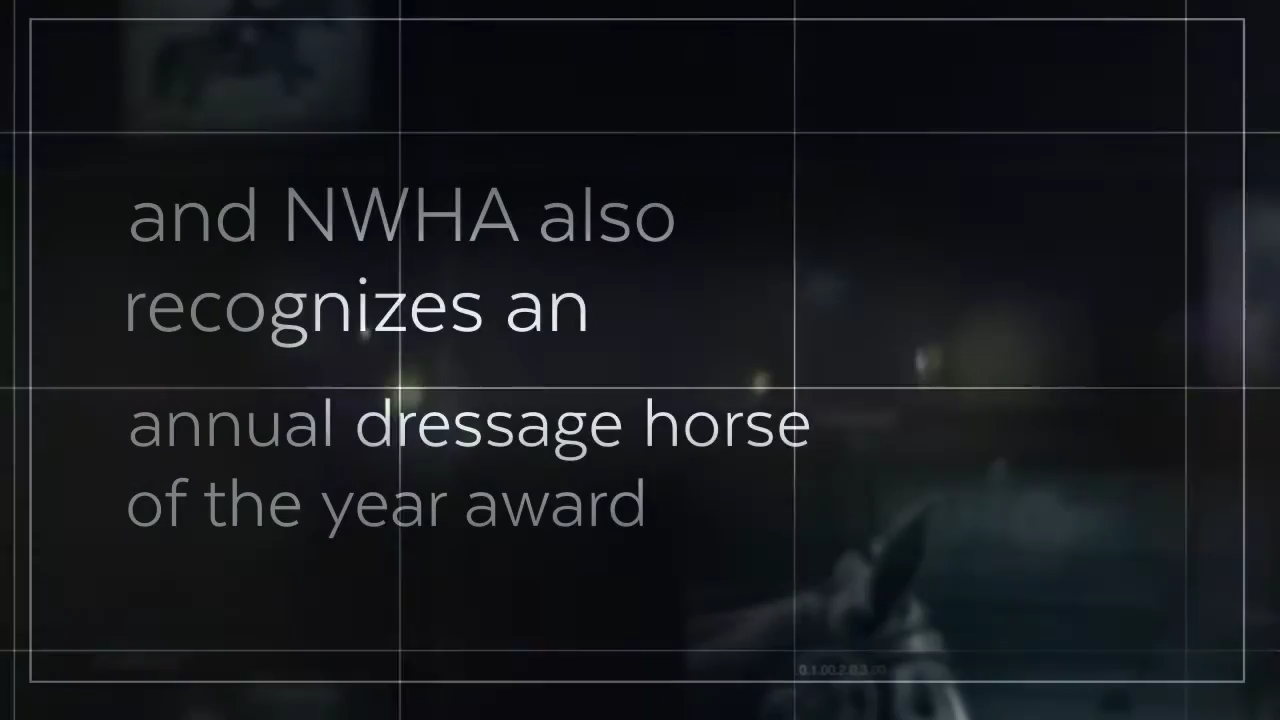 and NWHA also
recognizes an
annual dressage horse
of the year award